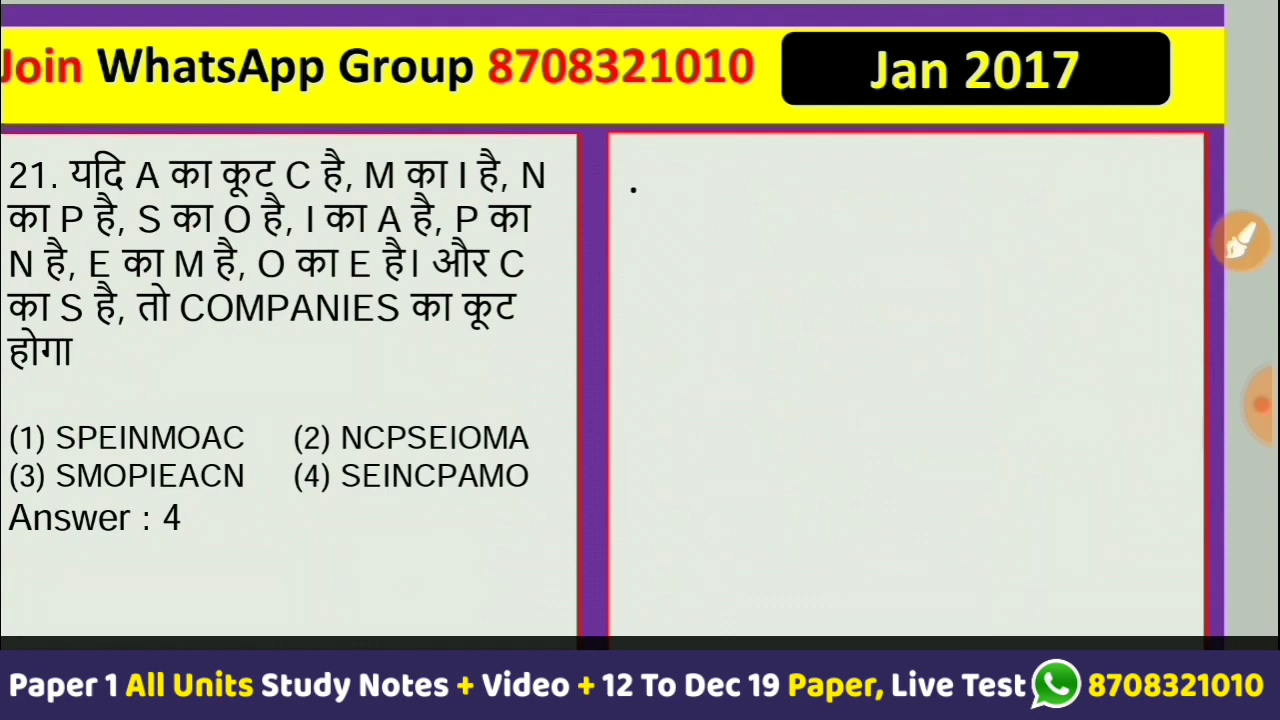 Join WhatsApp Group 8708321010
Jan 2017
21. यदि A का कूट C है, M का I है, N
का P है, S का O है, I का A है, P का
N है, E का M है, O का E है। और C
का S है, तो COMPANIES का कूट
होगा
(1) SPEINMOAC (2) NCPSEIOMA
(3) SMOPIEACN (4) SEINCPAMO
Answer : 4
Paper 1 All Units Study Notes + Video + 12 To Dec 19 Paper, Live Test 8708321010